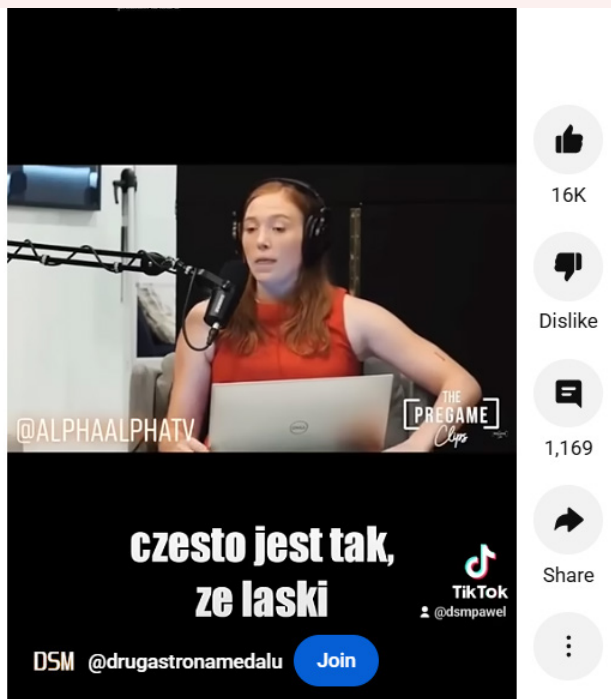 16K
Dislike
@ALPHAALPHATV
THE
PREGAME
Clips
1,169
czesto jest tak,
ze laski
TikTok
@dsmpawel
Share
DSM @drugastronamedalu Join